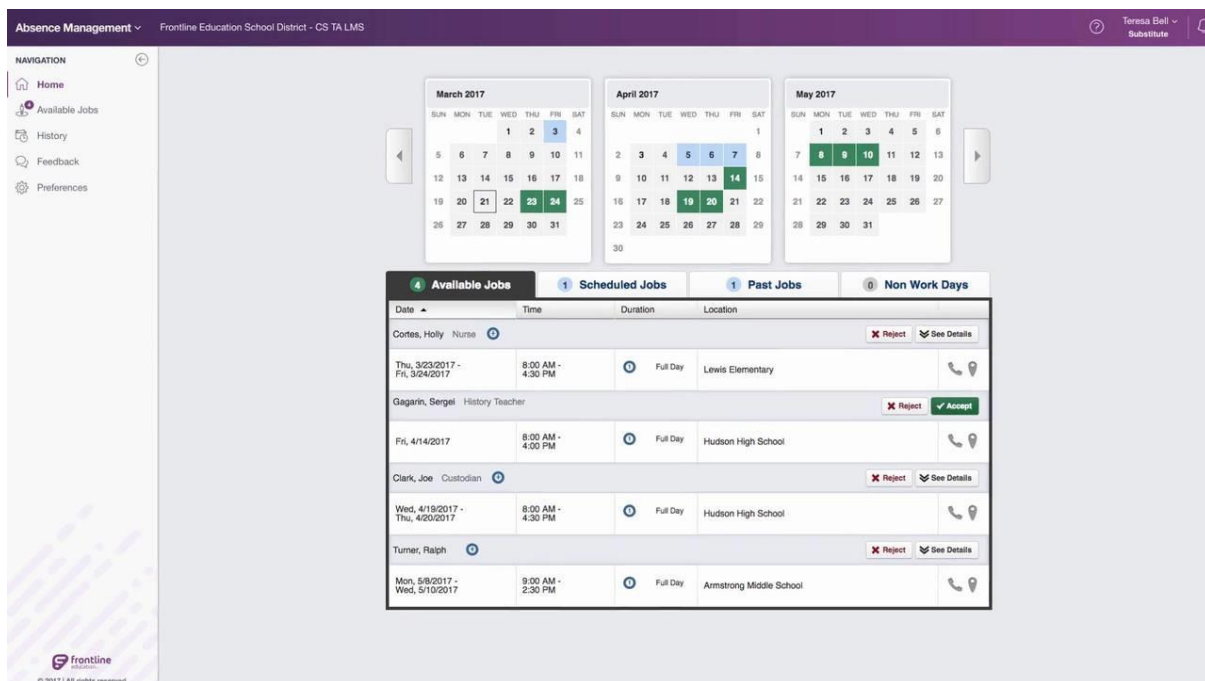 Absence Management
Frontline Education School District - CS TA LMS
Teresa Bell
Substitute
NAVIGATION
Home
4
Available Jobs
History
Feedback
Preferences
March 2017
SUN MON TUE WED THU FRI SAT
1 2 3 4
5 6 7 8 9 10 11
12 13 14 15 16 17 18
19 20 21 22 23 24 25
26 27 28 29 30 31
April 2017
SUN MON TUE WED THU FRI SAT
1
2 3 4 5 6 7 8
9 10 11 12 13 14 15
16 17 18 19 20 21 22
23 24 25 26 27 28 29
30
May 2017
SUN MON TUE WED THU FRI SAT
1 2 3 4 5 6
7 8 9 10 11 12 13
14 15 16 17 18 19 20
21 22 23 24 25 26 27
28 29 30 31
4 Available Jobs
1 Scheduled Jobs
1 Past Jobs
0 Non Work Days
Date Time Duration Location
Cortes, Holly Nurse Reject See Details
Thu, 3/23/2017 - 8:00 AM - Full Day Lewis Elementary
Fri, 3/24/2017 4:30 PM
Gagarin, Sergei History Teacher Reject Accept
Fri, 4/14/2017 8:00 AM - Full Day Hudson High School
4:00 PM
Clark, Joe Custodian Reject See Details
Wed, 4/19/2017 - 8:00 AM - Full Day Hudson High School
Thu, 4/20/2017 4:30 PM
Turner, Ralph Reject See Details
Mon, 5/8/2017 - 9:00 AM - Full Day Armstrong Middle School
Wed, 5/10/2017 2:30 PM
frontline
education
© 2017 | All rights reserved